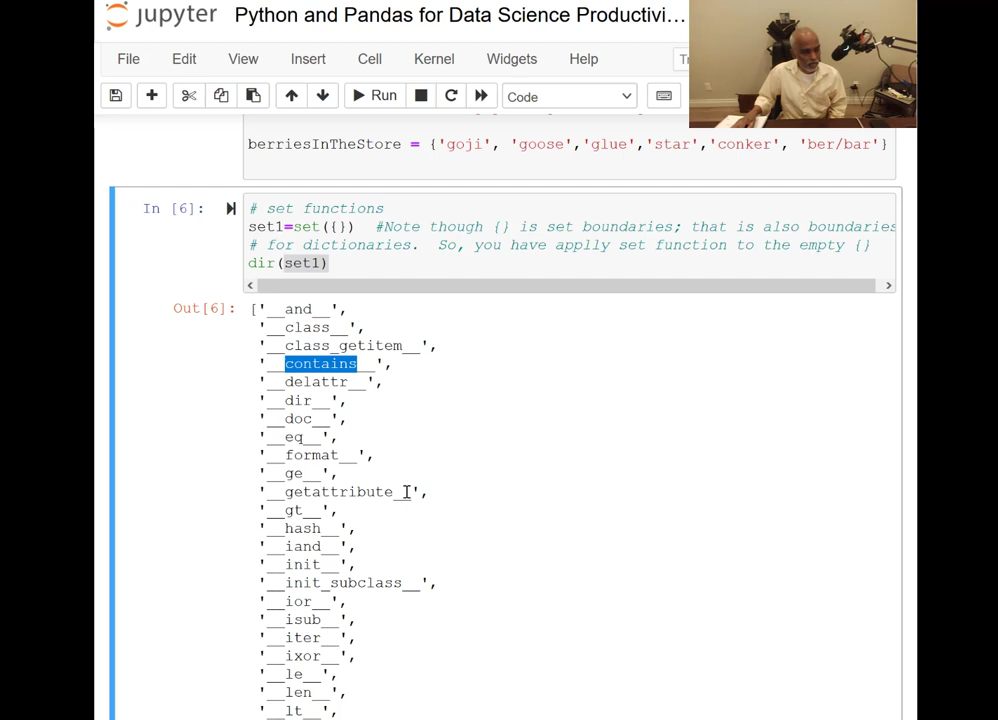 jupyter Python and Pandas for Data Science Productivi...
File Edit View Insert Cell Kernel Widgets Help
Run Code
berriesInTheStore = {'goji', 'goose','glue','star','conker', 'ber/bar'}
In [6]: # set functions
set1=set ({}) #Note though {} is set boundaries; that is also boundaries
# for dictionaries. So, you have applly set function to the empty {}
dir(set1)
Out[6]: ['__and__',
'__class__',
'__class_getitem__',
'__contains__',
'__delattr__',
'__dir__',
'__doc__',
'__eq__',
'__format__',
'__ge__',
'__getattribute__',
'__gt__',
'__hash__',
'__iand__',
'__init__',
'__init_subclass__',
'__ior__',
'__isub__',
'__iter__',
'__ixor__',
'__le__',
'__len__',
'__lt__',